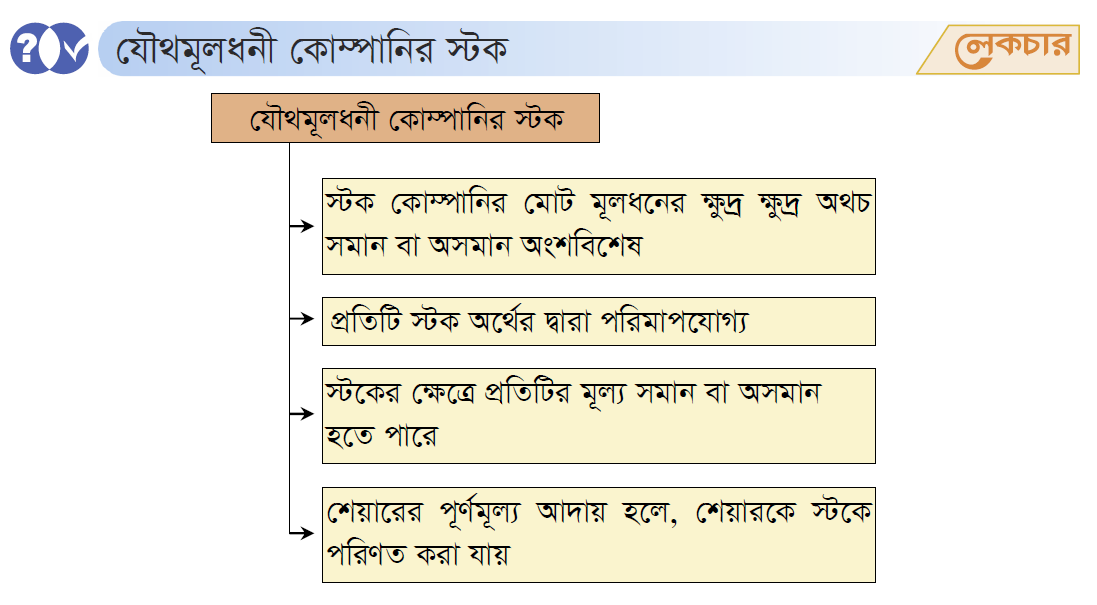 যৌথমূলধনী কোম্পানির স্টক
লেকচার
যৌথমূলধনী কোম্পানির স্টক
স্টক কোম্পানির মোট মূলধনের ক্ষুদ্র ক্ষুদ্র অথচ
সমান বা অসমান অংশবিশেষ
প্রতিটি স্টক অর্থের দ্বারা পরিমাপযোগ্য
স্টকের ক্ষেত্রে প্রতিটির মূল্য সমান বা অসমান
হতে পারে
শেয়ারের পূর্ণমূল্য আদায় হলে, শেয়ারকে স্টকে
পরিণত করা যায়